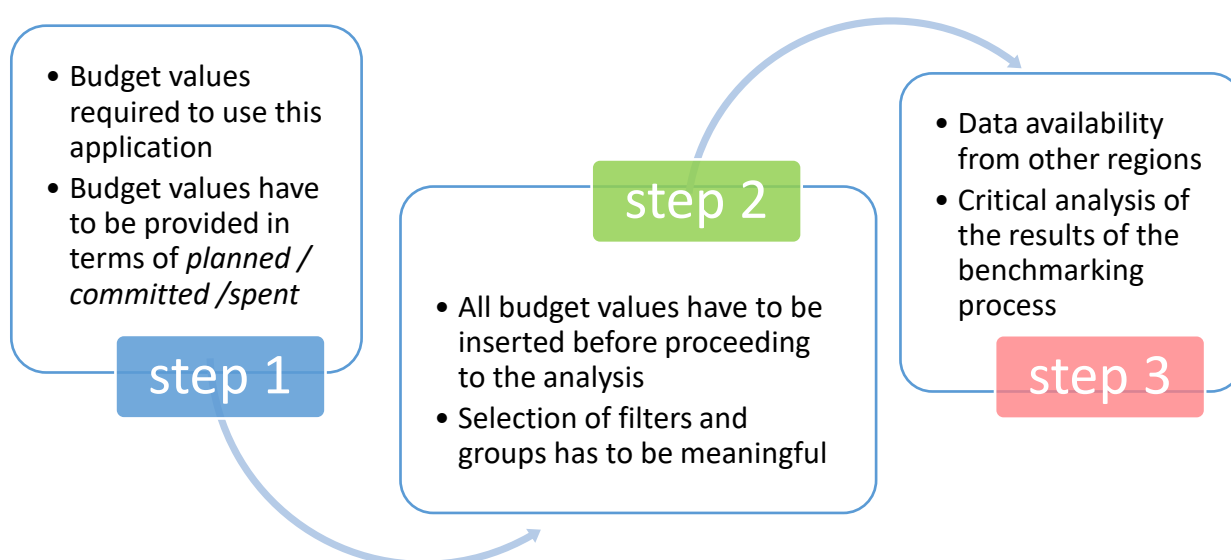 • Budget values
required to use this
application
• Budget values have
to be provided in
terms of planned /
committed /spent
step 1
step 2
• All budget values have to be
inserted before proceeding
to the analysis
• Selection of filters and
groups has to be meaningful
• Data availability
from other regions
• Critical analysis of
the results of the
benchmarking
process
step 3